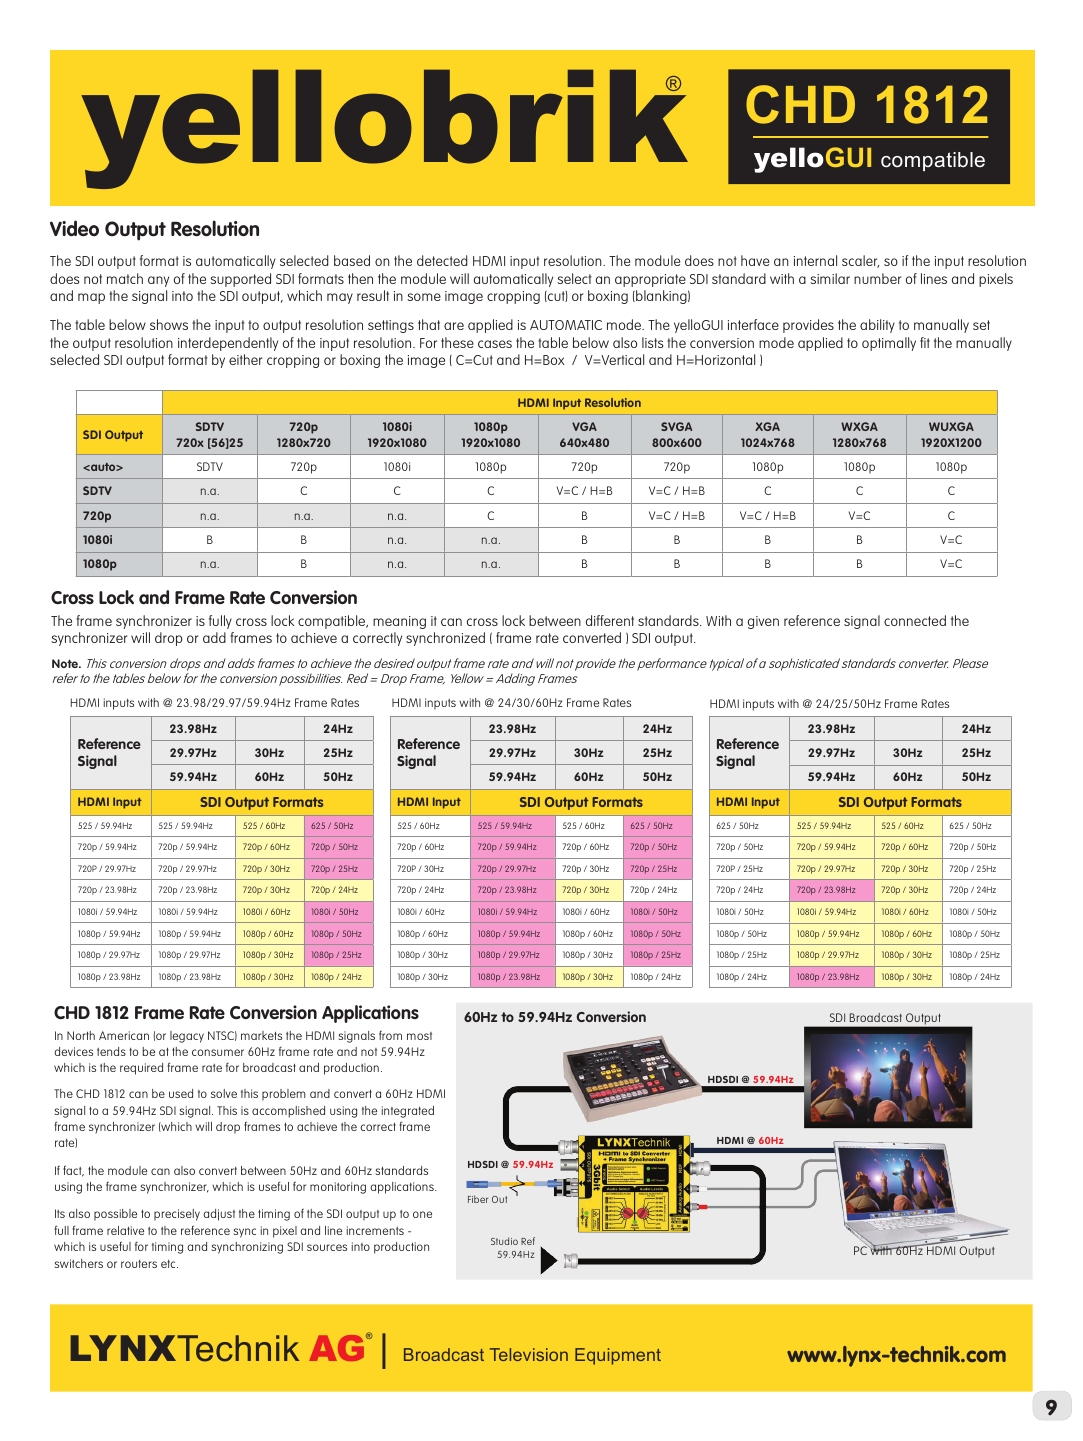 yellobrik®
CHD 1812
yelloGUI compatible
Video Output Resolution
The SDI output format is automatically selected based on the detected HDMI input resolution. The module does not have an internal scaler, so if the input resolution
does not match any of the supported SDI formats then the module will automatically select an appropriate SDI standard with a similar number of lines and pixels
and map the signal into the SDI output, which may result in some image cropping (cut) or boxing (blanking)
The table below shows the input to output resolution settings that are applied is AUTOMATIC mode. The yelloGUI interface provides the ability to manually set
the output resolution interdependently of the input resolution. For these cases the table below also lists the conversion mode applied to optimally fit the manually
selected SDI output format by either cropping or boxing the image ( C=Cut and H=Box / V=Vertical and H=Horizontal )
HDMI Input Resolution
SDI Output SDTV 720x [56]25 720p 1280x720 1080i 1920x1080 1080p 1920x1080 VGA 640x480 SVGA 800x600 XGA 1024x768 WXGA 1280x768 WUXGA 1920X1200
<auto> SDTV 720p 1080i 1080p 720p 720p 1080p 1080p 1080p
SDTV n.a. C C C V=C / H=B V=C / H=B C C C
720p n.a. n.a. n.a. C B V=C / H=B V=C / H=B V=C C
1080i B B n.a. n.a. B B B B V=C
1080p n.a. B n.a. n.a. B B B B V=C
Cross Lock and Frame Rate Conversion
The frame synchronizer is fully cross lock compatible, meaning it can cross lock between different standards. With a given reference signal connected the
synchronizer will drop or add frames to achieve a correctly synchronized ( frame rate converted ) SDI output.
Note. This conversion drops and adds frames to achieve the desired output frame rate and will not provide the performance typical of a sophisticated standards converter. Please
refer to the tables below for the conversion possibilities. Red = Drop Frame, Yellow = Adding Frames
HDMI inputs with @ 23.98/29.97/59.94Hz Frame Rates
Reference Signal
23.98Hz 24Hz
29.97Hz 30Hz 25Hz
59.94Hz 60Hz 50Hz
HDMI Input SDI Output Formats
525 / 59.94Hz 525 / 59.94Hz 525 / 60Hz 625 / 50Hz
720p / 59.94Hz 720p / 59.94Hz 720p / 60Hz 720p / 50Hz
720P / 29.97Hz 720p / 29.97Hz 720p / 30Hz 720p / 25Hz
720p / 23.98Hz 720p / 23.98Hz 720p / 30Hz 720p / 24Hz
1080i / 59.94Hz 1080i / 59.94Hz 1080i / 60Hz 1080i / 50Hz
1080p / 59.94Hz 1080p / 59.94Hz 1080p / 60Hz 1080p / 50Hz
1080p / 29.97Hz 1080p / 29.97Hz 1080p / 30Hz 1080p / 25Hz
1080p / 23.98Hz 1080p / 23.98Hz 1080p / 30Hz 1080p / 24Hz
HDMI inputs with @ 24/30/60Hz Frame Rates
Reference Signal
23.98Hz 24Hz
29.97Hz 30Hz 25Hz
59.94Hz 60Hz 50Hz
HDMI Input SDI Output Formats
525 / 60Hz 525 / 59.94Hz 525 / 60Hz 625 / 50Hz
720p / 60Hz 720p / 59.94Hz 720p / 60Hz 720p / 50Hz
720P / 30Hz 720p / 29.97Hz 720p / 30Hz 720p / 25Hz
720p / 24Hz 720p / 23.98Hz 720p / 30Hz 720p / 24Hz
1080i / 60Hz 1080i / 59.94Hz 1080i / 60Hz 1080i / 50Hz
1080p / 60Hz 1080p / 59.94Hz 1080p / 60Hz 1080p / 50Hz
1080p / 30Hz 1080p / 29.97Hz 1080p / 30Hz 1080p / 25Hz
1080p / 24Hz 1080p / 23.98Hz 1080p / 30Hz 1080p / 24Hz
HDMI inputs with @ 24/25/50Hz Frame Rates
Reference Signal
23.98Hz 24Hz
29.97Hz 30Hz 25Hz
59.94Hz 60Hz 50Hz
HDMI Input SDI Output Formats
625 / 50Hz 525 / 59.94Hz 525 / 60Hz 625 / 50Hz
720p / 50Hz 720p / 59.94Hz 720p / 60Hz 720p / 50Hz
720P / 25Hz 720p / 29.97Hz 720p / 30Hz 720p / 25Hz
720p / 24Hz 720p / 23.98Hz 720p / 30Hz 720p / 24Hz
1080i / 50Hz 1080i / 59.94Hz 1080i / 60Hz 1080i / 50Hz
1080p / 50Hz 1080p / 59.94Hz 1080p / 60Hz 1080p / 50Hz
1080p / 25Hz 1080p / 29.97Hz 1080p / 30Hz 1080p / 25Hz
1080p / 24Hz 1080p / 23.98Hz 1080p / 30Hz 1080p / 24Hz
CHD 1812 Frame Rate Conversion Applications
In North American (or legacy NTSC) markets the HDMI signals from most
devices tends to be at the consumer 60Hz frame rate and not 59.94Hz
which is the required frame rate for broadcast and production.
The CHD 1812 can be used to solve this problem and convert a 60Hz HDMI
signal to a 59.94Hz SDI signal. This is accomplished using the integrated
frame synchronizer (which will drop frames to achieve the correct frame
rate)
If fact, the module can also convert between 50Hz and 60Hz standards
using the frame synchronizer, which is useful for monitoring applications.
Its also possible to precisely adjust the timing of the SDI output up to one
full frame relative to the reference sync in pixel and line increments -
which is useful for timing and synchronizing SDI sources into production
switchers or routers etc.
60Hz to 59.94Hz Conversion
SDI Broadcast Output
HDSDI @ 59.94Hz
HDMI @ 60Hz
LYNXTechnik
HDMI to SDI Converter
+ Frame Synchronizer
3Gbit
Audio Select Audio Levels
HDSDI @ 59.94Hz
Fiber Out
Studio Ref
59.94Hz
PC with 60Hz HDMI Output
LYNXTechnik AG®
Broadcast Television Equipment
www.lynx-technik.com
9